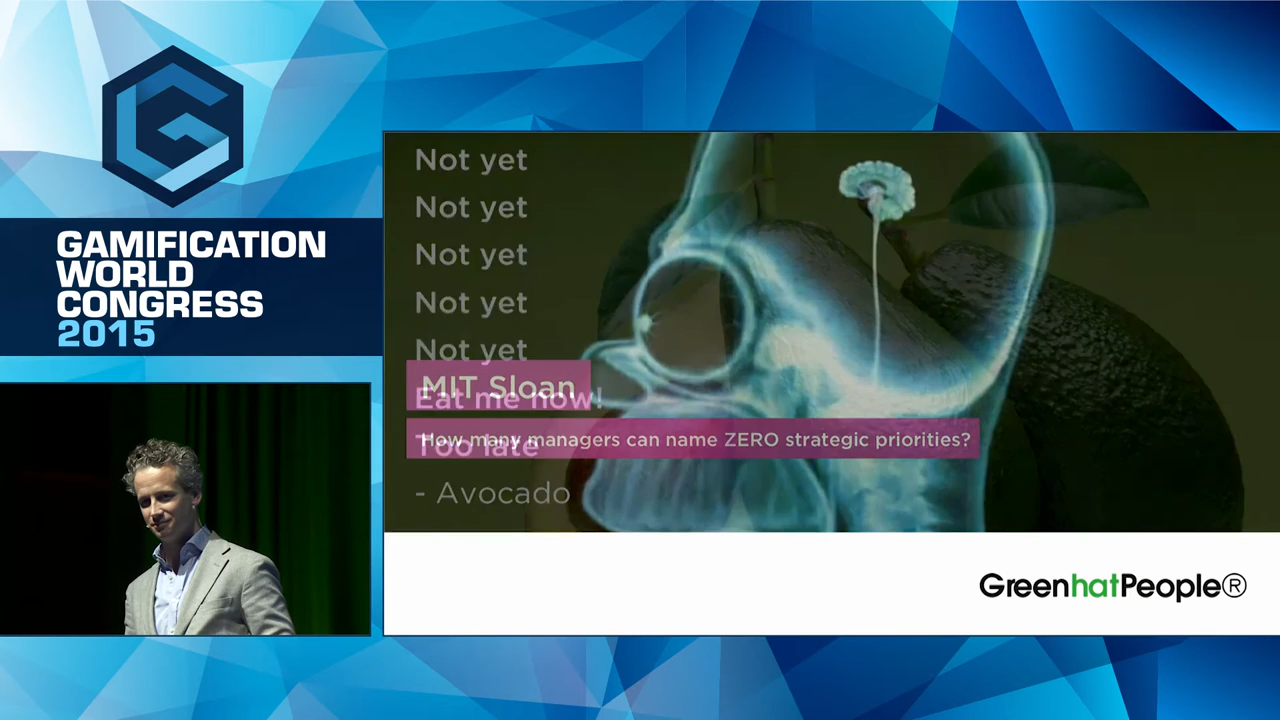 GAMIFICATION
WORLD
CONGRESS
2015
Not yet
Not yet
Not yet
Not yet
Not yet
MIT Sloan
Eat me now!
How many managers can name ZERO strategic priorities?
Too late
- Avocado
GreenhatPeople®